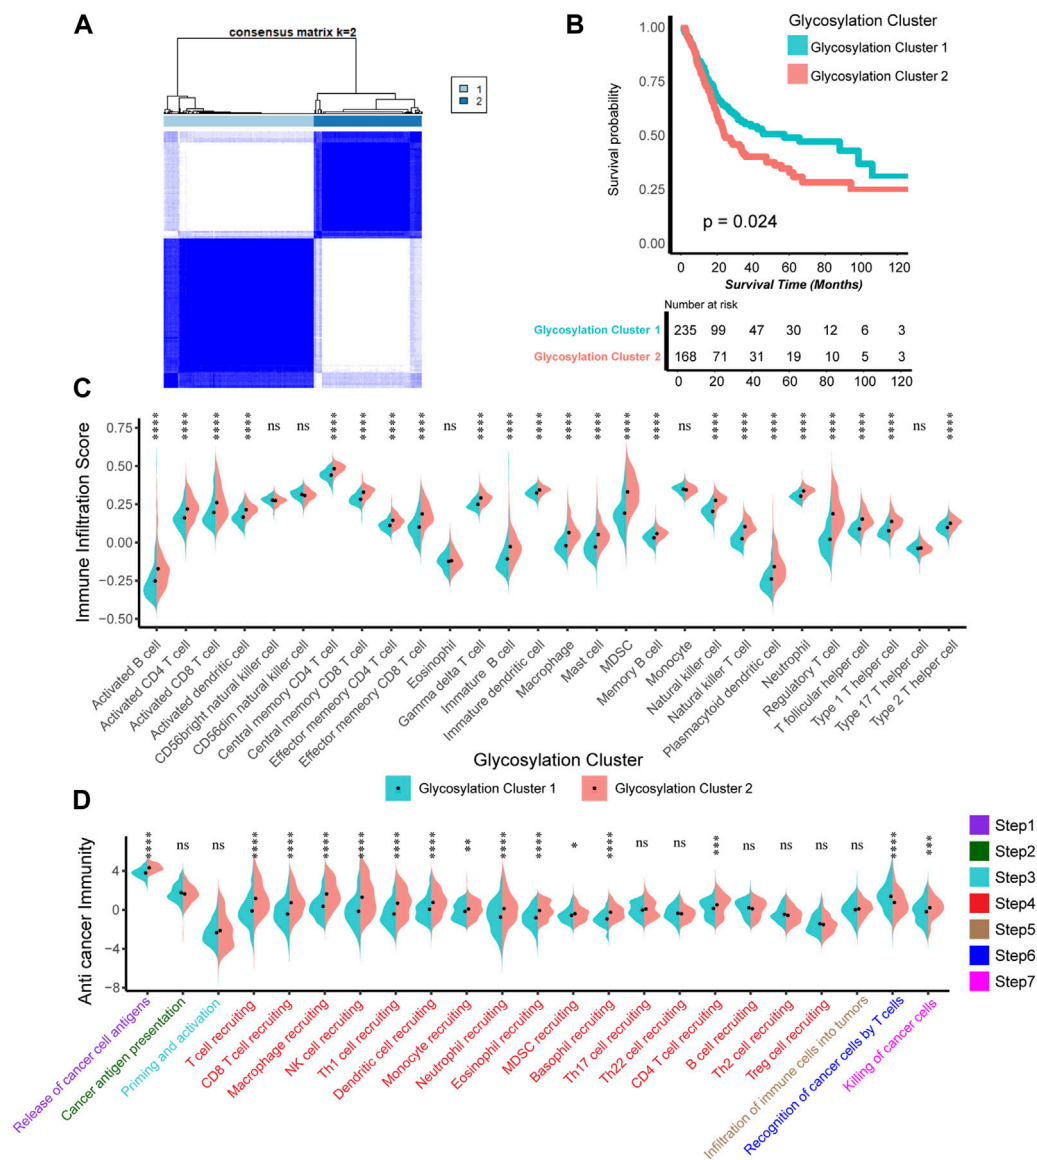 A
consensus matrix k=2
1
2
B
Glycosylation Cluster
Glycosylation Cluster 1
Glycosylation Cluster 2
Survival probability
1.00
0.75
0.50
0.25
0.00
p = 0.024
0 20 40 60 80 100 120
Survival Time (Months)
Number at risk
Glycosylation Cluster 1 235 99 47 30 12 6 3
Glycosylation Cluster 2 168 71 31 19 10 5 3
0 20 40 60 80 100 120
C
Immune Infiltration Score
0.75
0.50
0.25
0.00
−0.25
−0.50
**** **** **** **** ns ns **** **** **** **** ns **** **** **** **** **** **** **** ns **** **** **** **** **** **** **** ns ****
Activated B cell
Activated CD4 T cell
Activated CD8 T cell
Activated dendritic cell
CD56bright natural killer cell
CD56dim natural killer cell
Central memory CD4 T cell
Central memory CD8 T cell
Effector memeory CD4 T cell
Effector memeory CD8 T cell
Eosinophil
Gamma delta T cell
Immature B cell
Immature dendritic cell
Macrophage
Mast cell
MDSC
Memory B cell
Monocyte
Natural killer cell
Natural killer T cell
Plasmacytoid dendritic cell
Neutrophil
Regulatory T cell
T follicular helper cell
Type 1 T helper cell
Type 17 T helper cell
Type 2 T helper cell
Glycosylation Cluster
Glycosylation Cluster 1
Glycosylation Cluster 2
D
Anti cancer Immunity
4
0
−4
−8
**** ns ns **** **** **** **** **** **** ** **** **** * **** ns ns *** ns ns ns ns **** ***
Release of cancer cell antigens
Cancer antigen presentation
Priming and activation
T cell recruiting
CD8 T cell recruiting
Macrophage recruiting
NK cell recruiting
Th1 cell recruiting
Dendritic cell recruiting
Monocyte recruiting
Neutrophil recruiting
Eosinophil recruiting
MDSC recruiting
Basophil recruiting
Th17 cell recruiting
Th22 cell recruiting
CD4 T cell recruiting
B cell recruiting
Th2 cell recruiting
Treg cell recruiting
Infiltration of immune cells into tumors
Recognition of cancer cells by T cells
Killing of cancer cells
Step1
Step2
Step3
Step4
Step5
Step6
Step7